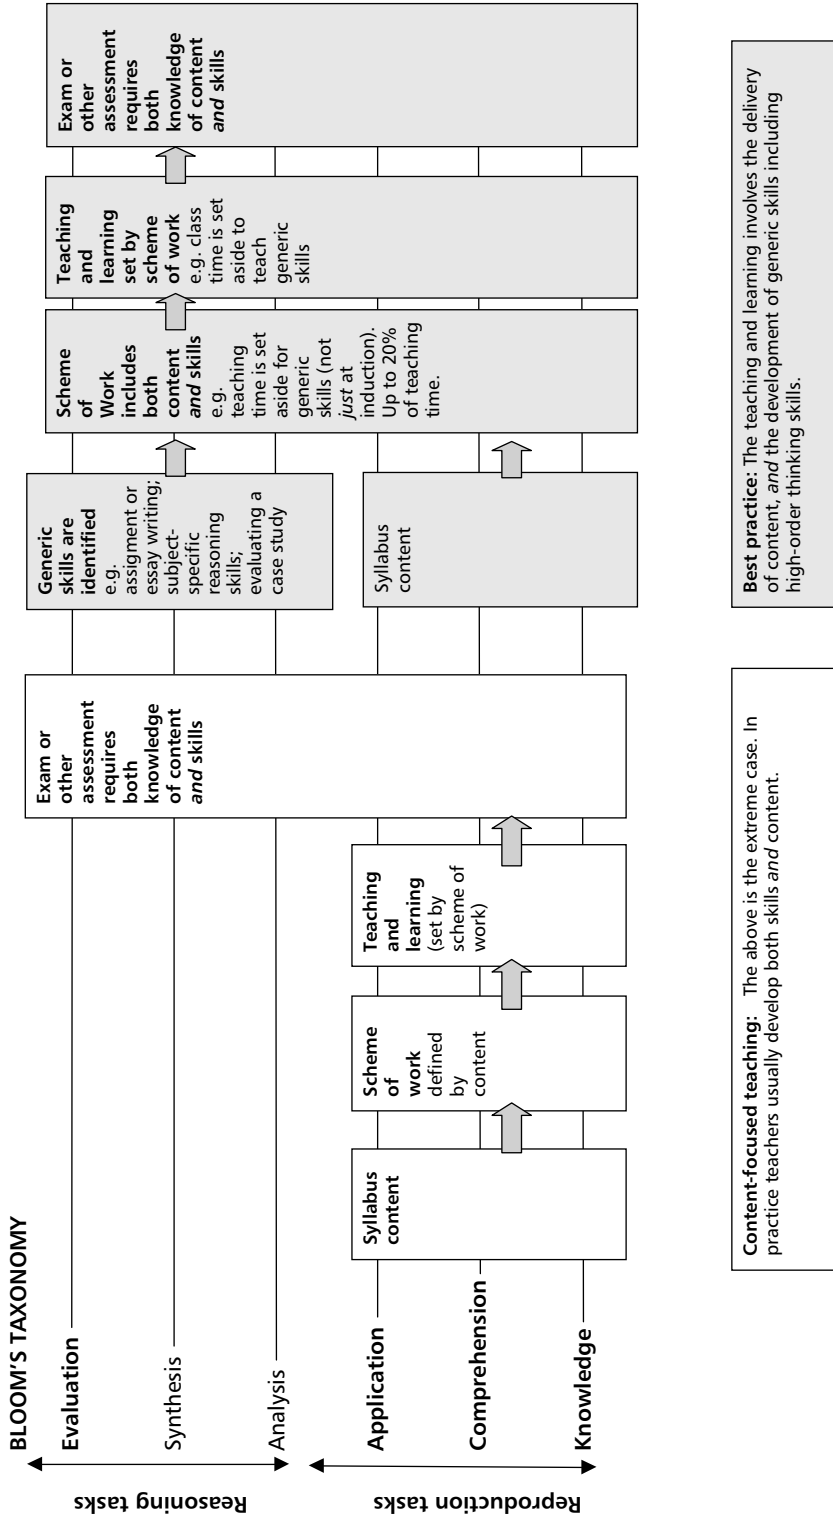 BLOOM'S TAXONOMY
Reasoning tasks
Reproduction tasks
Evaluation
Synthesis
Analysis
Application
Comprehension
Knowledge
Syllabus
content
Scheme
of
work
defined
by
content
Teaching
and
learning
(set by
scheme of
work)
Exam or
other
assessment
requires
both
knowledge
of content
and skills
Generic
skills are
identified
e.g.
assigment or
essay writing;
subject-
specific
reasoning
skills;
evaluating a
case study
Syllabus
content
Scheme
of
Work
includes
both
content
and skills
e.g.
teaching
time is set
aside for
generic
skills (not
just at
induction).
Up to 20%
of teaching
time.
Teaching
and
learning
set by
scheme
of work
e.g. class
time is set
aside to
teach
generic
skills
Exam or
other
assessment
requires
both
knowledge
of content
and skills
Content-focused teaching: The above is the extreme case. In
practice teachers usually develop both skills and content.
Best practice: The teaching and learning involves the delivery
of content, and the development of generic skills including
high-order thinking skills.